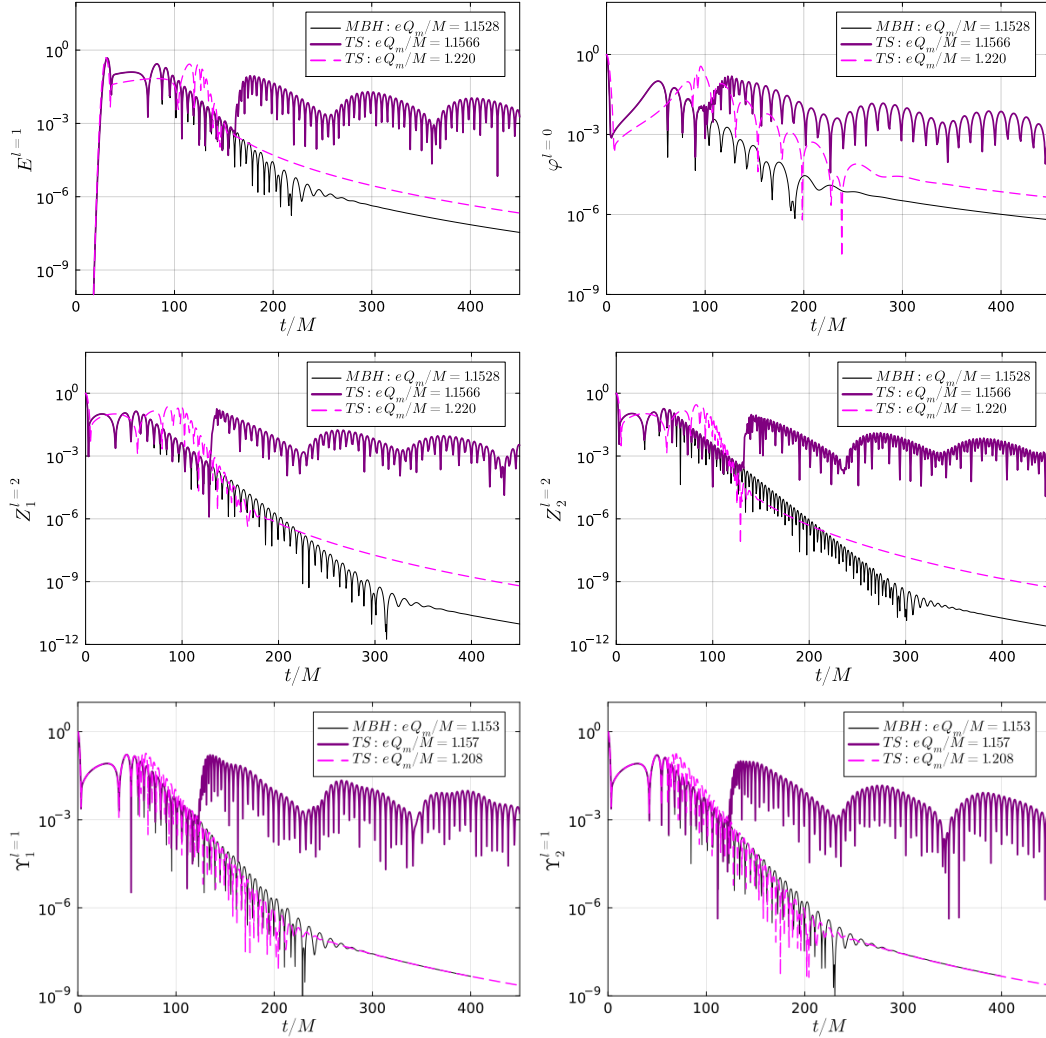 MBH: eQ_m/M = 1.1528
TS: eQ_m/M = 1.1566
TS: eQ_m/M = 1.220
10^0
10^−3
10^−6
10^−9
E^{l=1}
0 100 200 300 400
t/M
MBH: eQ_m/M = 1.1528
TS: eQ_m/M = 1.1566
TS: eQ_m/M = 1.220
10^0
10^−3
10^−6
10^−9
φ^{l=0}
0 100 200 300 400
t/M
MBH: eQ_m/M = 1.1528
TS: eQ_m/M = 1.1566
TS: eQ_m/M = 1.220
10^0
10^−3
10^−6
10^−9
10^−12
Z_1^{l=2}
0 100 200 300 400
t/M
MBH: eQ_m/M = 1.1528
TS: eQ_m/M = 1.1566
TS: eQ_m/M = 1.220
10^0
10^−3
10^−6
10^−9
10^−12
Z_2^{l=2}
0 100 200 300 400
t/M
MBH: eQ_m/M = 1.153
TS: eQ_m/M = 1.157
TS: eQ_m/M = 1.208
10^0
10^−3
10^−6
10^−9
Υ_1^{l=1}
0 100 200 300 400
t/M
MBH: eQ_m/M = 1.153
TS: eQ_m/M = 1.157
TS: eQ_m/M = 1.208
10^0
10^−3
10^−6
10^−9
Υ_2^{l=1}
0 100 200 300 400
t/M